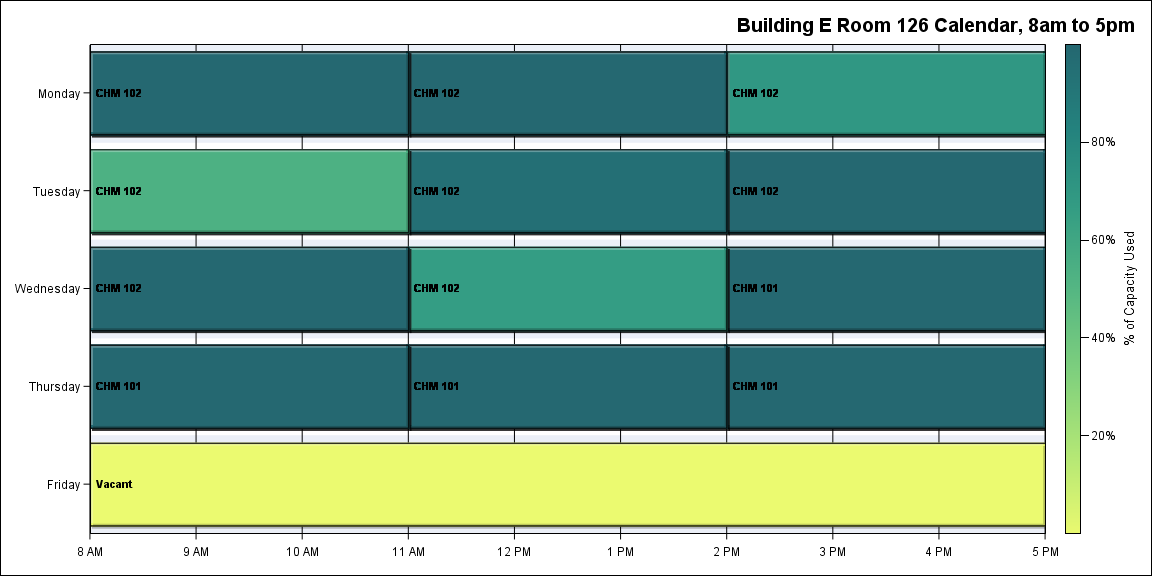 Building E Room 126 Calendar, 8am to 5pm
Monday
CHM 102
CHM 102
CHM 102
Tuesday
CHM 102
CHM 102
CHM 102
Wednesday
CHM 102
CHM 102
CHM 101
Thursday
CHM 101
CHM 101
CHM 101
Friday
Vacant
8 AM
9 AM
10 AM
11 AM
12 PM
1 PM
2 PM
3 PM
4 PM
5 PM
80%
60%
40%
20%
% of Capacity Used